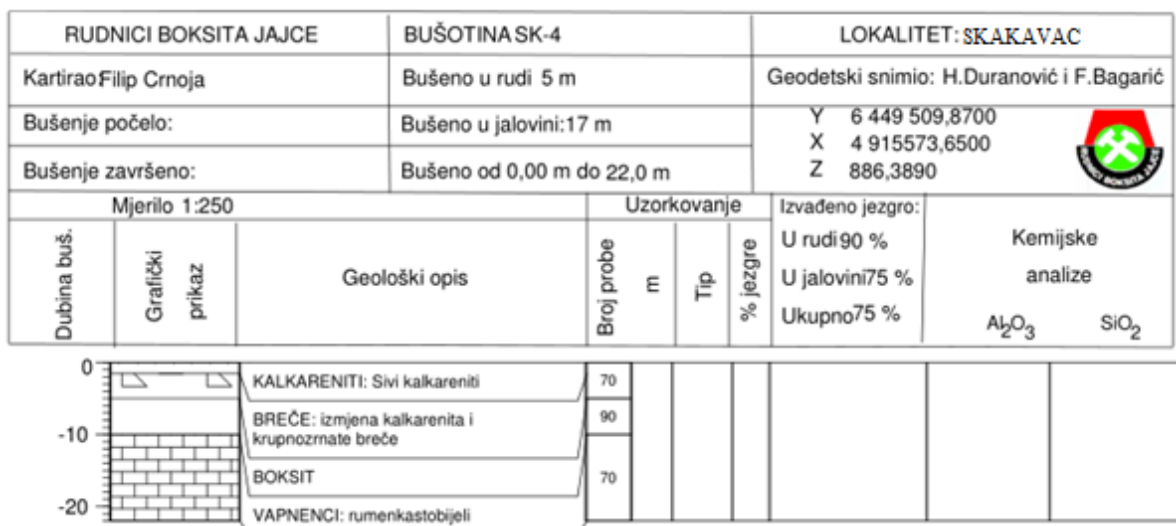 RUDNICI BOKSITA JAJCE
BUŠOTINA SK-4
LOKALITET: SKAKAVAC
Kartirao: Filip Crnoja
Bušeno u rudi 5 m
Geodetski snimio: H.Duranović i F.Bagarić
Bušenje počelo:
Bušeno u jalovini:17 m
Y 6 449 509,8700
X 4 915573,6500
Z 886,3890
RUDNICI BOKSITA JAJCE
Bušenje završeno:
Bušeno od 0,00 m do 22,0 m
Mjerilo 1:250
Uzorkovanje
Izvađeno jezgro:
Dubina buš.
Grafički
prikaz
Geološki opis
Broj probe
m
Tip
% jezgre
U rudi 90 %
U jalovini 75 %
Ukupno 75 %
Kemijske
analize
Al2O3
SiO2
0
-10
-20
KALKARENITI: Sivi kalkareniti
BREČE: izmjena kalkarenita i
krupnozrnate breče
BOKSIT
VAPNENCI: rumenkastobijeli
70
90
70